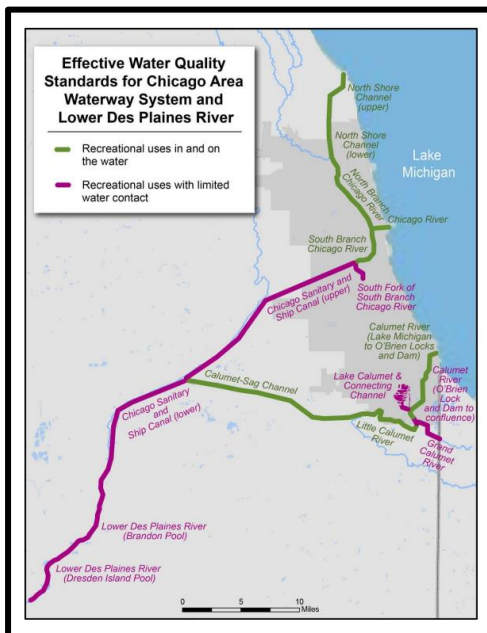 Effective Water Quality
Standards for Chicago Area
Waterway System and
Lower Des Plaines River
Recreational uses in and on
the water
Recreational uses with limited
water contact
North Shore
Channel
(upper)
North Shore
Channel
(lower)
Lake
Michigan
North Branch
Chicago River
Chicago River
South Branch
Chicago River
Chicago Sanitary and
Ship Canal (upper)
South Fork of
South Branch
Chicago River
Calumet River
(Lake Michigan
to O'Brien Locks
and Dam)
Calumet
River
(O'Brien
Lock
and Dam to
confluence)
Lake Calumet &
Connecting
Channel
Calumet-Sag Channel
Chicago Sanitary
and
Ship Canal (lower)
Little Calumet
River
Grand
Calumet
River
Lower Des Plaines River
(Brandon Pool)
Lower Des Plaines River
(Dresden Island Pool)
0 5 10
Miles